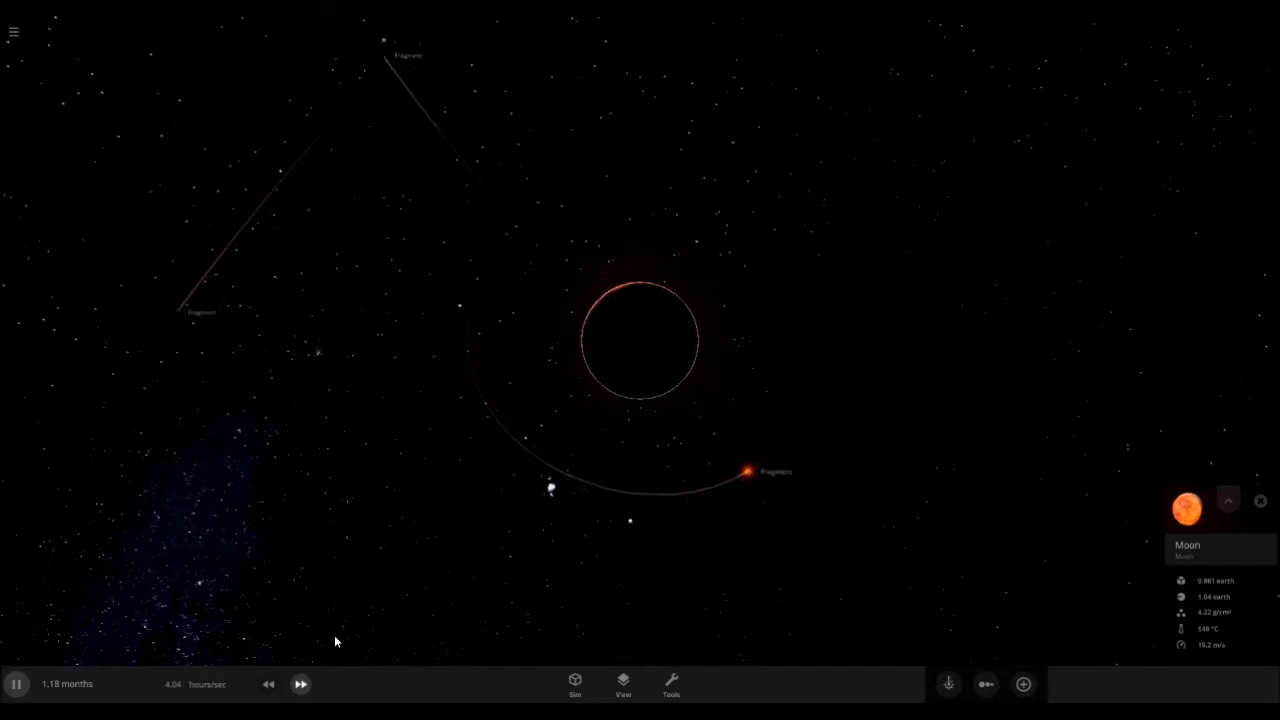 Fragment
Fragment
Fragment
Moon
Moon
0.861 earth
1.04 earth
4.22 g/cm³
548 °C
19.2 m/s
1.18 months
4.04 hours/sec
Sim
View
Tools